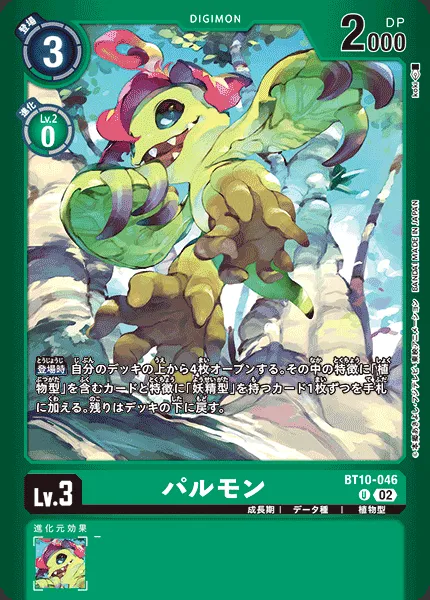 DIGIMON
登場
3
DP
2000
進化
Lv.2
0
BANDAI MADE IN JAPAN
登場時 自分のデッキの上から4枚オープンする。その中の特徴に「植
物型」を含むカードと特徴に「妖精型」を持つカード1枚ずつを手札
に加える。残りはデッキの下に戻す。
BT10-046
Lv.3
パルモン
U 02
成長期 | データ種 | 植物型
進化元効果